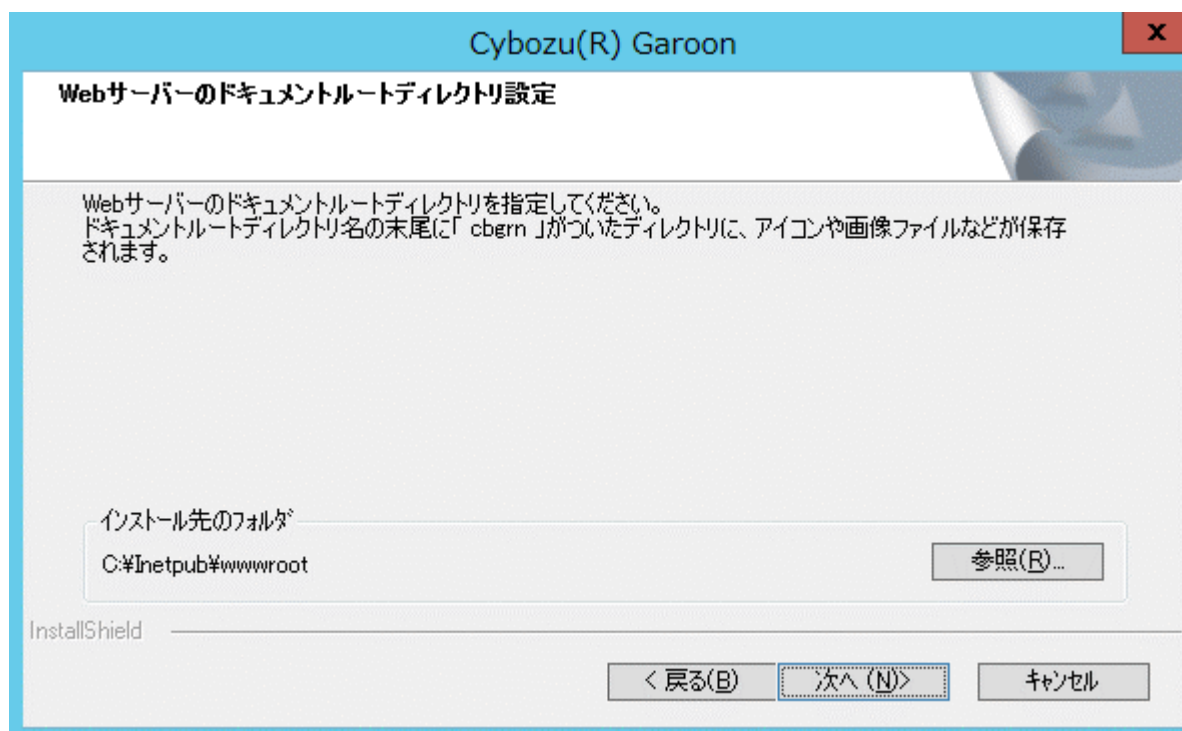 Cybozu(R) Garoon
x
Webサーバーのドキュメントルートディレクトリ設定
Webサーバーのドキュメントルートディレクトリを指定してください。
ドキュメントルートディレクトリ名の末尾に「 cbgrn 」がついたディレクトリに、アイコンや画像ファイルなどが保存
されます。
インストール先のフォルダ
C:¥Inetpub¥wwwroot
参照(R)...
InstallShield
< 戻る(B)
次へ (N)>
キャンセル